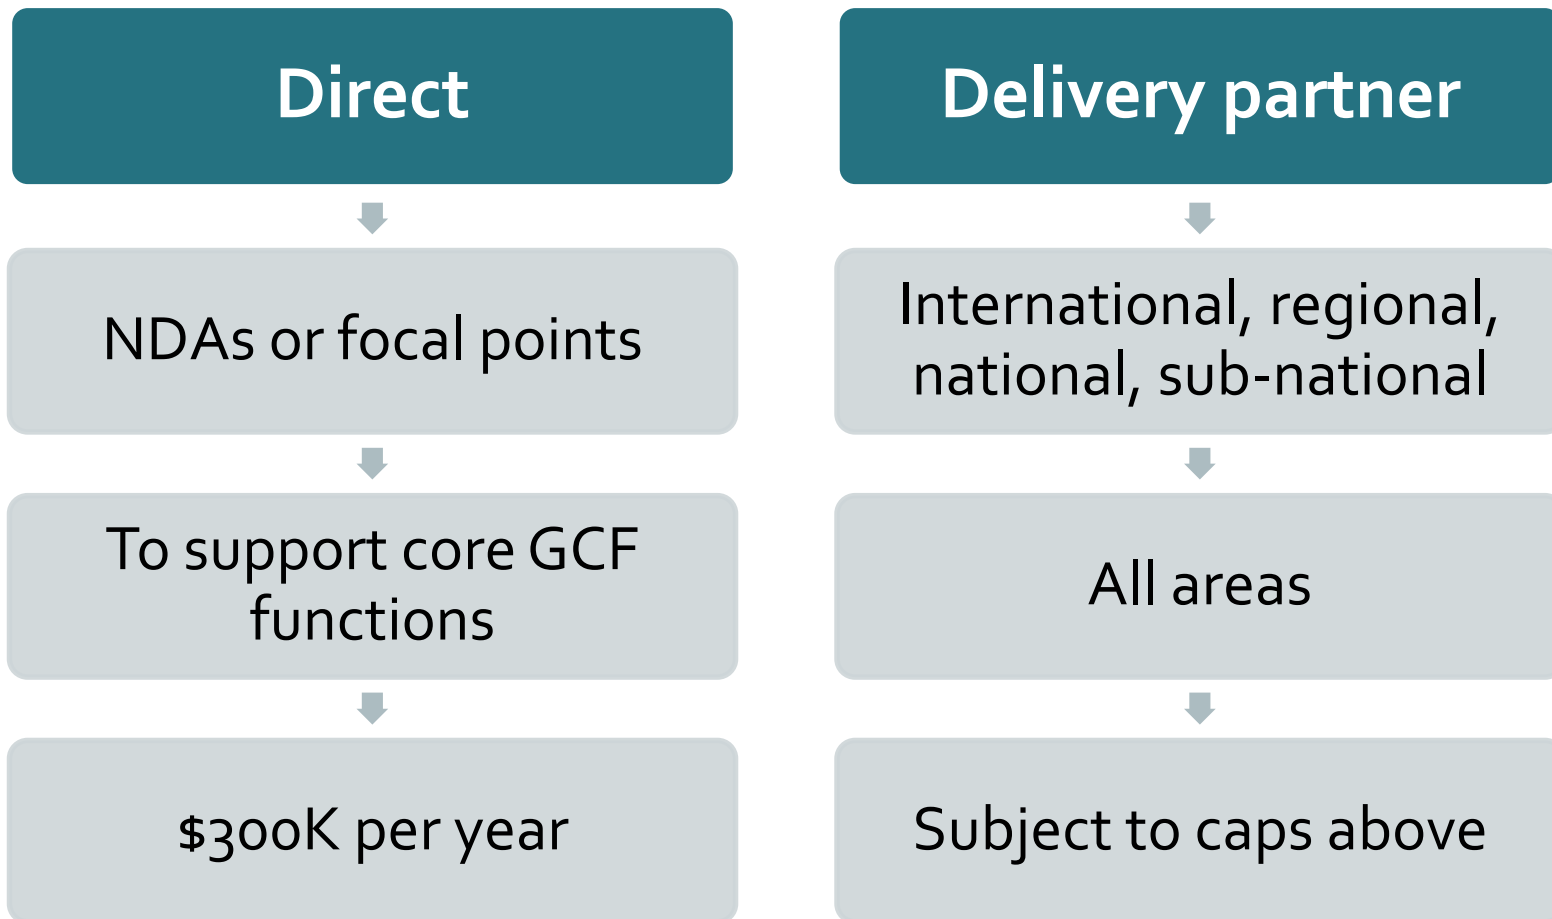 Direct
NDAs or focal points
To support core GCF
functions
$300K per year
Delivery partner
International, regional,
national, sub-national
All areas
Subject to caps above